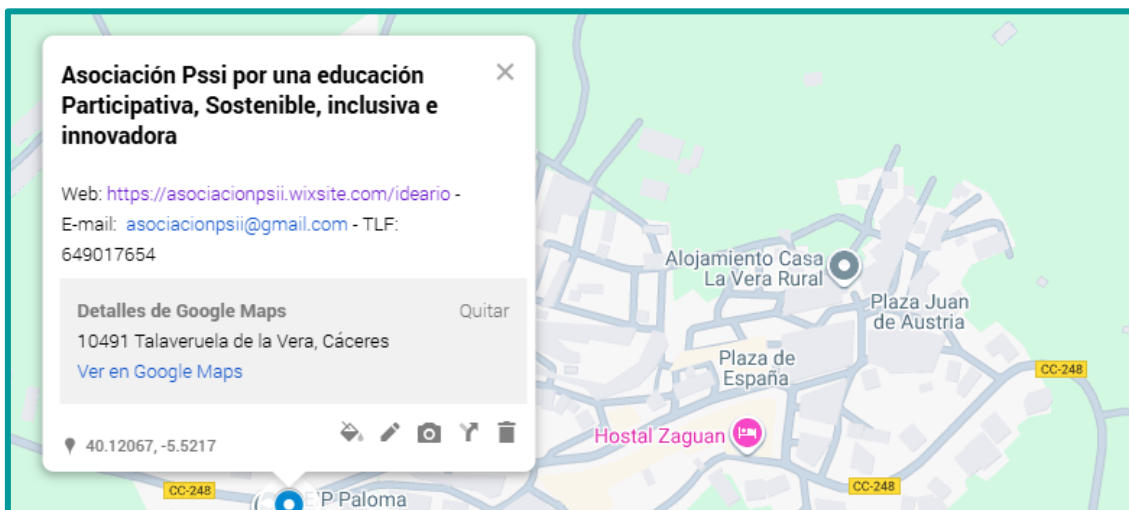 Asociación Pssi por una educación
Participativa, Sostenible, inclusiva e
innovadora
Web: https://asociacionpsii.wixsite.com/ideario -
E-mail: asociacionpsii@gmail.com - TLF:
649017654
Detalles de Google Maps
Quitar
10491 Talaveruela de la Vera, Cáceres
Ver en Google Maps
40.12067, -5.5217
Alojamiento Casa
La Vera Rural
Plaza Juan
de Austria
Plaza de
España
CC-248
Hostal Zaguan
CC-248
CC-248
Paloma